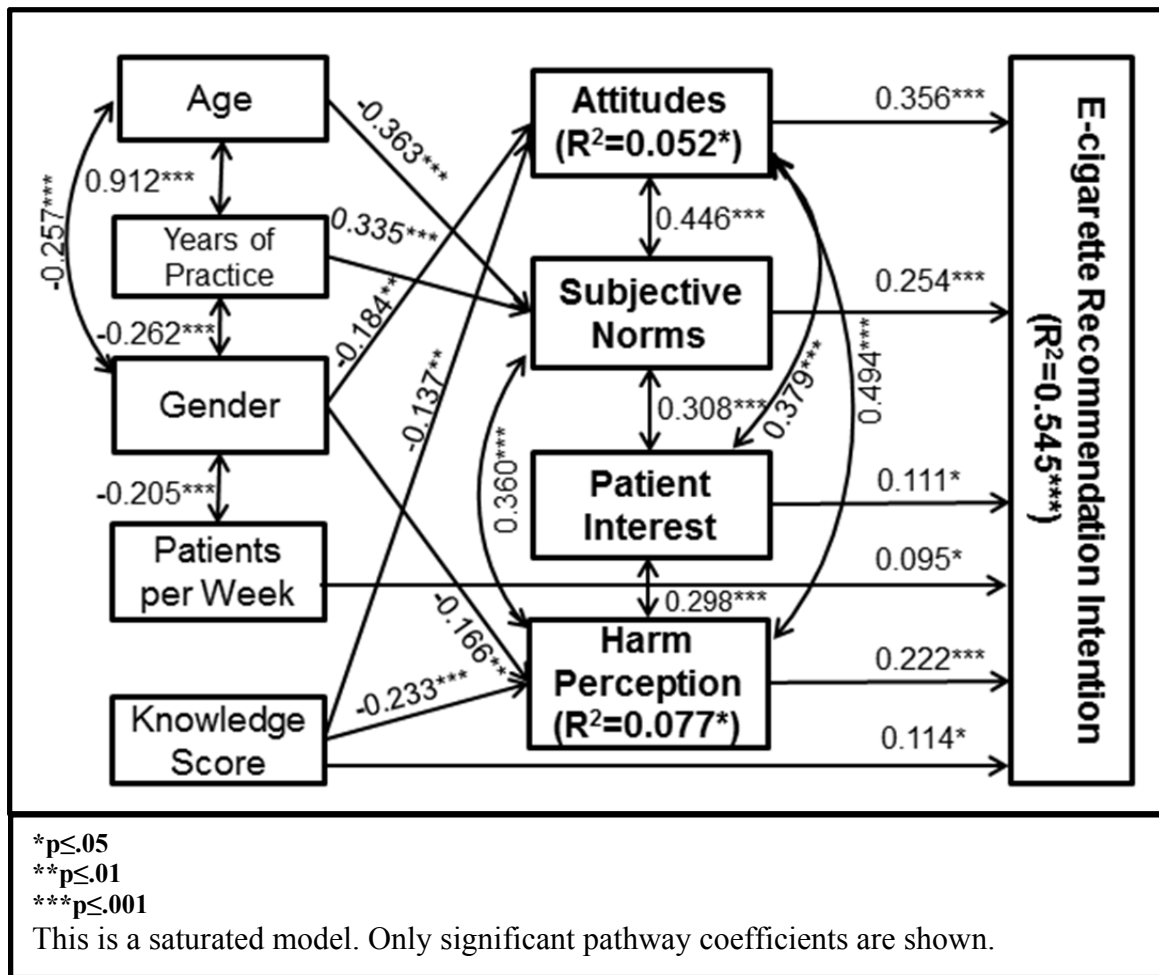 Age
Years of
Practice
Gender
Patients
per Week
Knowledge
Score
-0.257***
0.912***
-0.262***
-0.205***
-0.363***
0.335***
-0.184**
-0.137**
-0.166**
-0.233***
Attitudes
(R²=0.052*)
0.446***
Subjective
Norms
0.308***
Patient
Interest
0.298***
Harm
Perception
(R²=0.077*)
0.360***
0.379***
0.494***
0.356***
0.254***
0.111*
0.095*
0.222***
0.114*
E-cigarette Recommendation Intention
(R²=0.545***)
*p≤.05
**p≤.01
***p≤.001
This is a saturated model. Only significant pathway coefficients are shown.